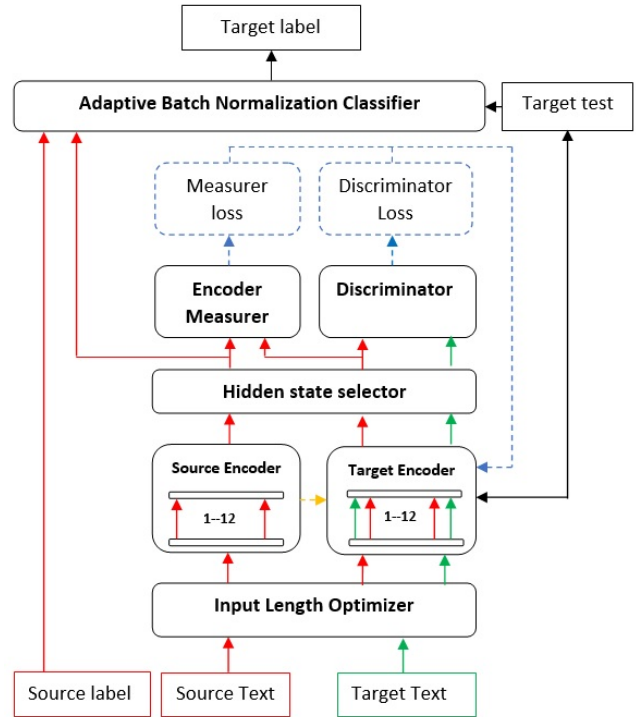 Target label
Adaptive Batch Normalization Classifier
Target test
Measurer
loss
Discriminator
Loss
Encoder
Measurer
Discriminator
Hidden state selector
Source Encoder
1--12
Target Encoder
1--12
Input Length Optimizer
Source label
Source Text
Target Text